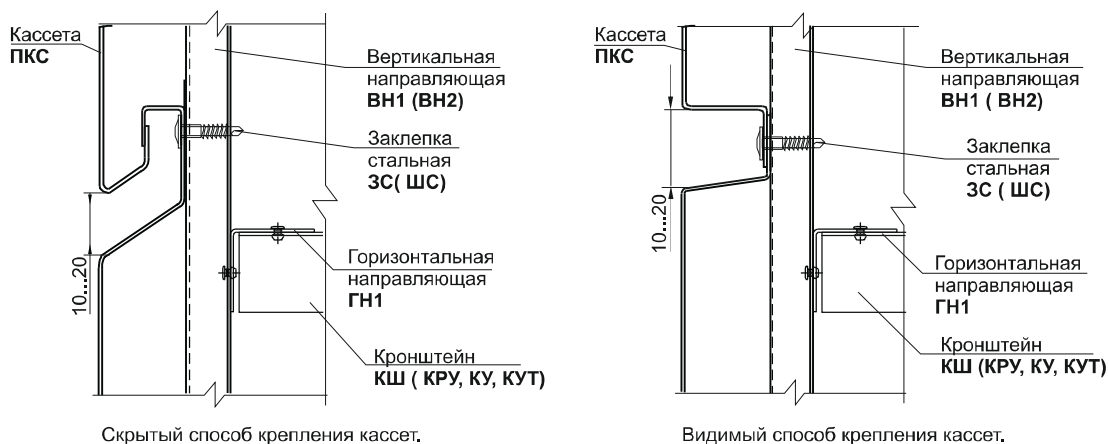 Кассета
ПКС
Вертикальная
направляющая
ВН1 (ВН2)
Заклепка
стальная
ЗС( ШС)
10...20
Горизонтальная
направляющая
ГН1
Кронштейн
КШ ( КРУ, КУ, КУТ)
Скрытый способ крепления кассет.
Кассета
ПКС
Вертикальная
направляющая
ВН1 ( ВН2)
Заклепка
стальная
ЗС ( ШС)
10...20
Горизонтальная
направляющая
ГН1
Кронштейн
КШ (КРУ, КУ, КУТ)
Видимый способ крепления кассет.